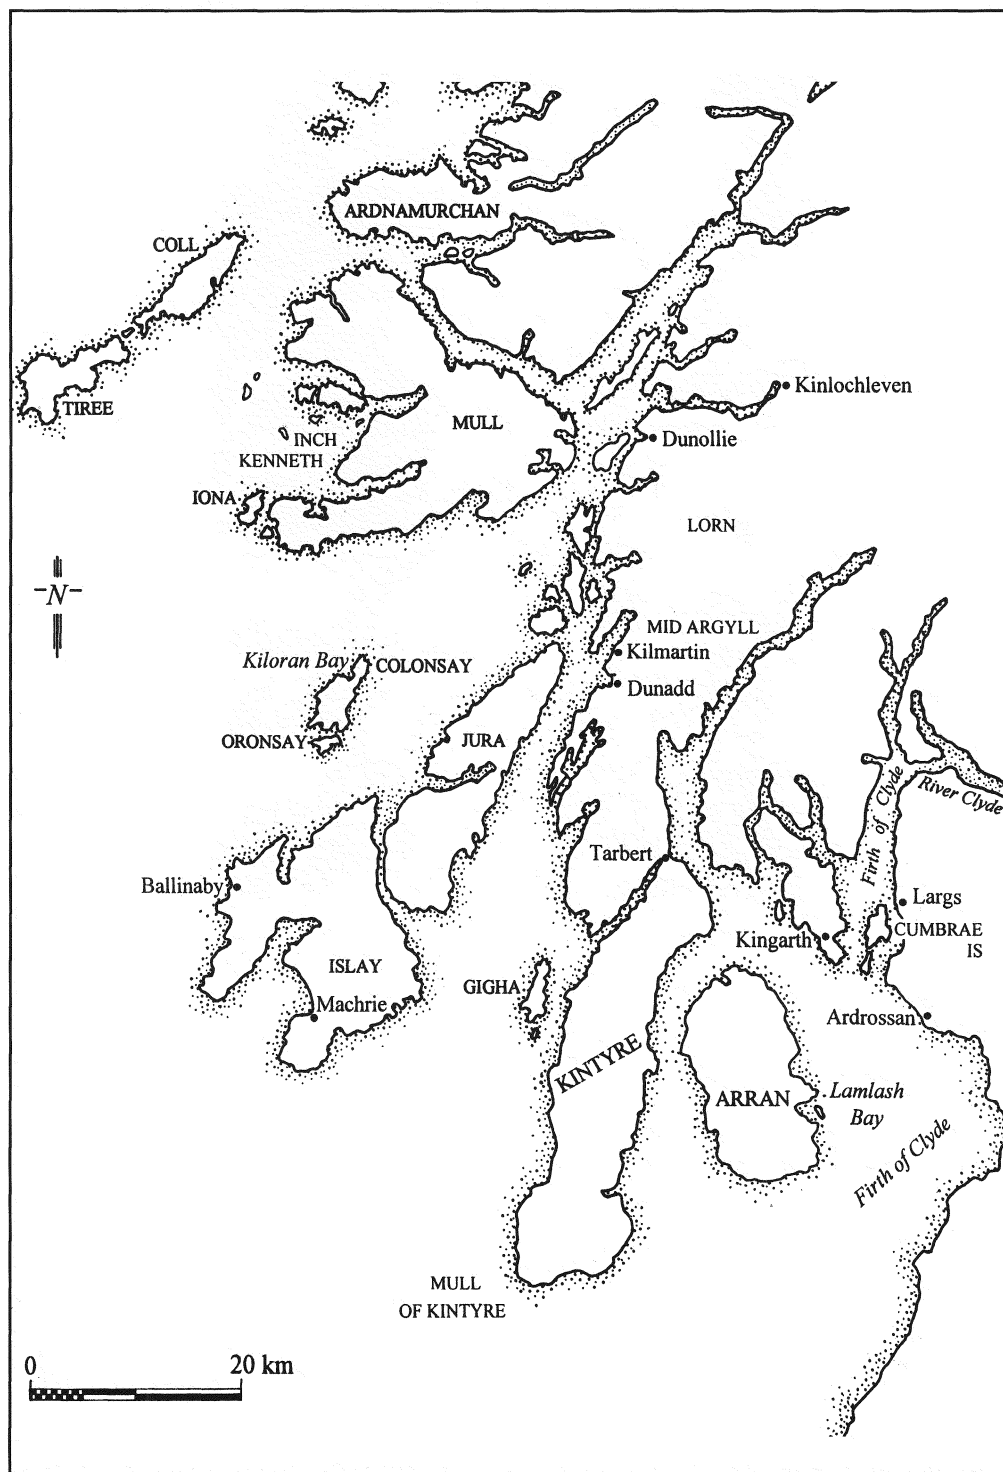 ARDNAMURCHAN
COLL
TIREE
Kinlochleven
MULL
Dunollie
INCH
KENNETH
IONA
LORN
-N-
MID ARGYLL
Kilmartin
Kiloran Bay
COLONSAY
Dunadd
ORONSAY
JURA
Firth of Clyde
River Clyde
Tarbert
Ballinaby
Largs
CUMBRAE
IS
Kingarth
ISLAY
GIGHA
Machrie
Ardrossan
KINTYRE
ARRAN
Lamlash
Bay
Firth of Clyde
MULL
OF KINTYRE
0 20 km